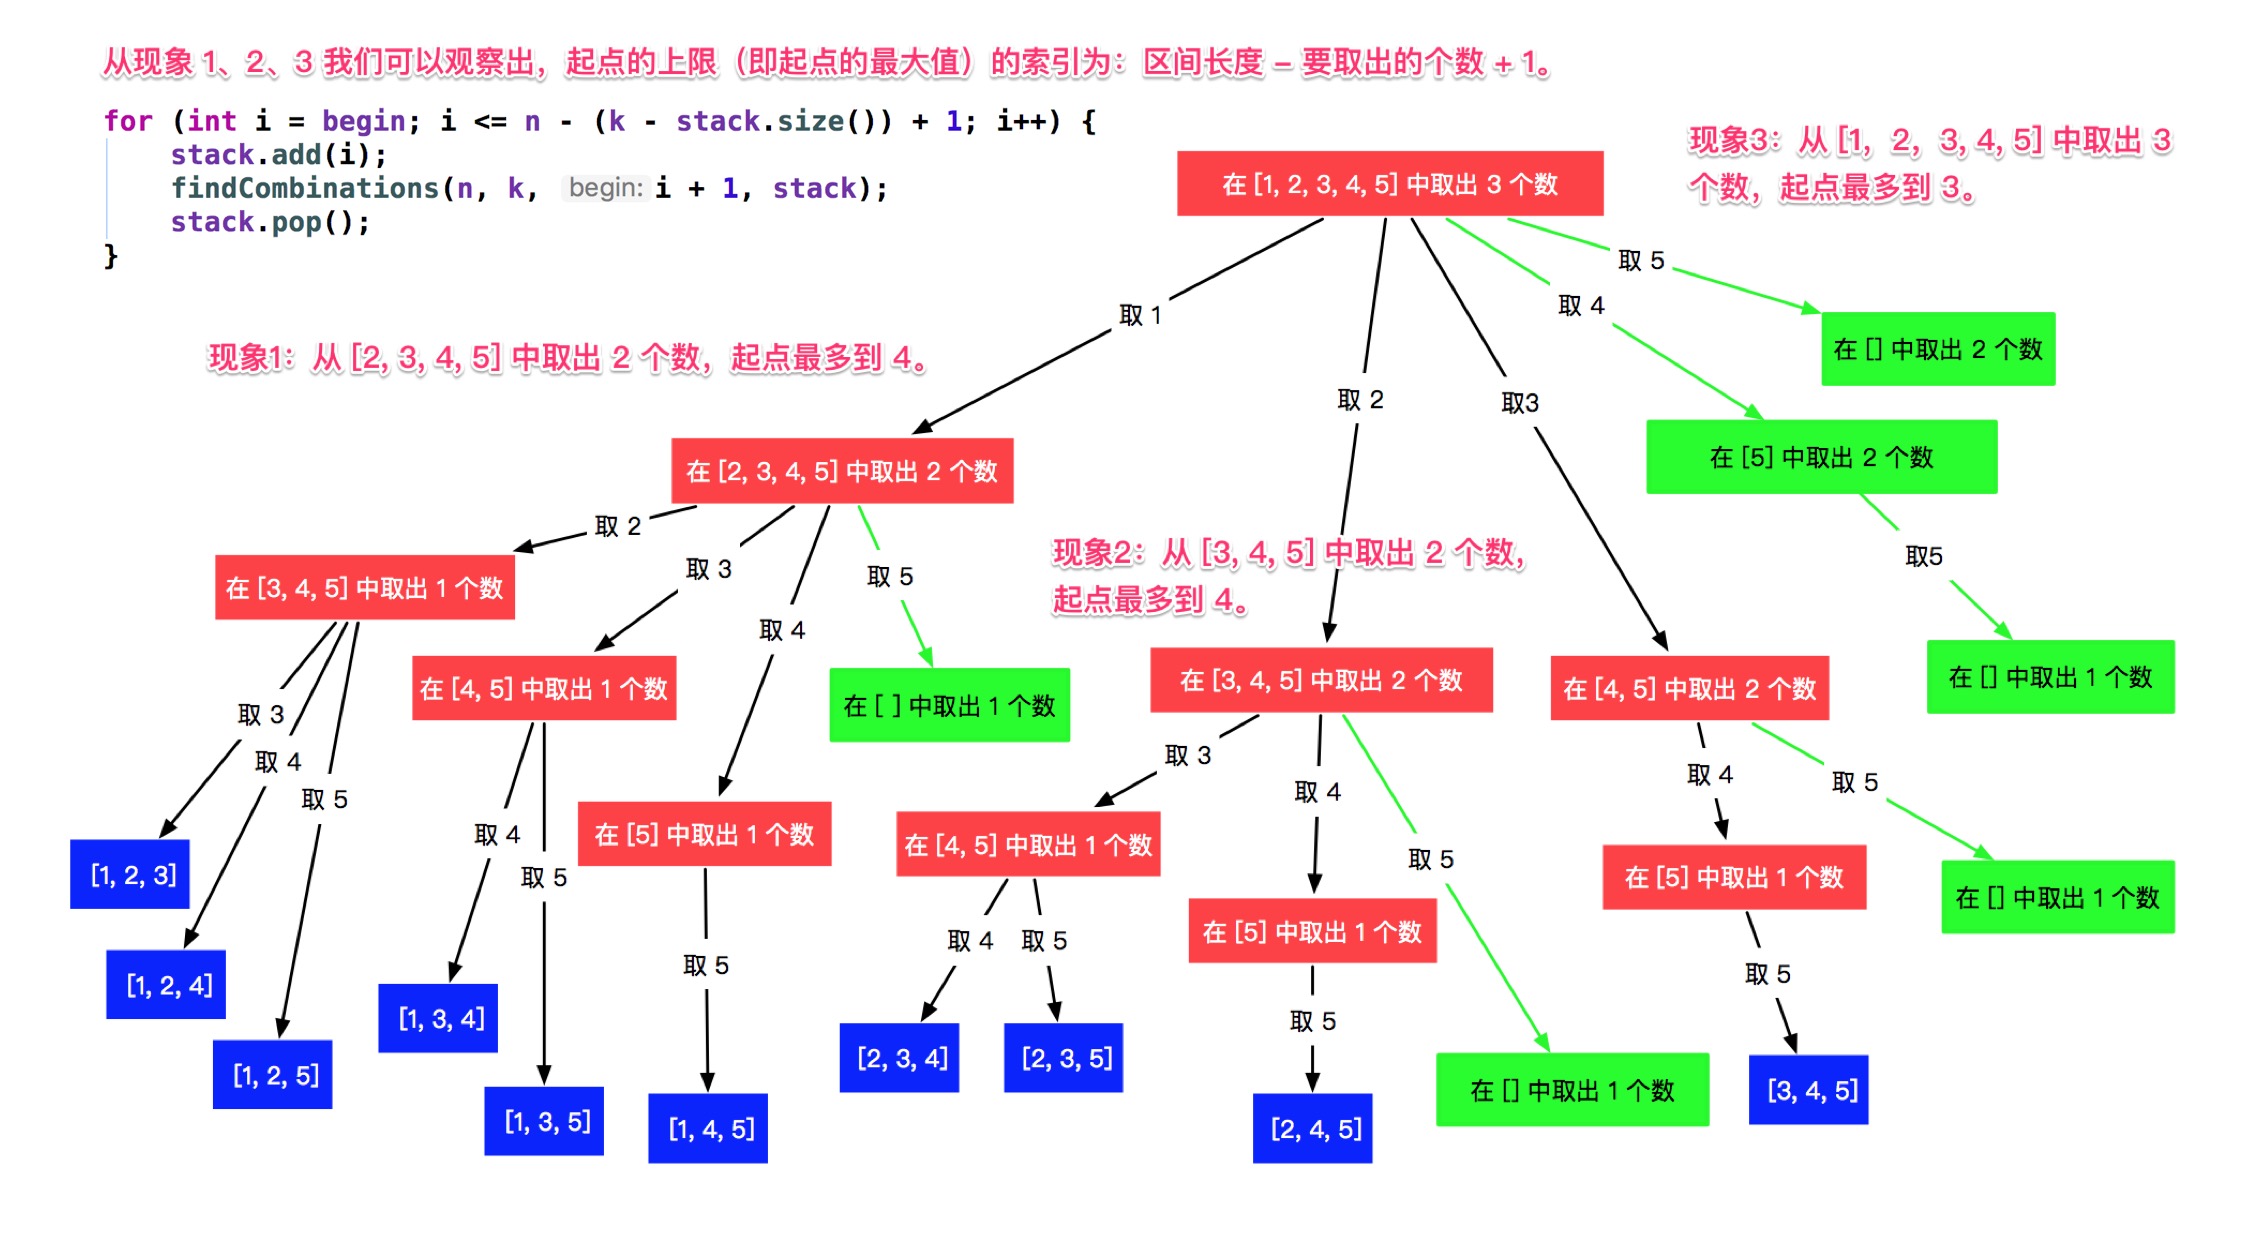 从现象 1、2、3 我们可以观察出，起点的上限（即起点的最大值）的索引为：区间长度 – 要取出的个数 + 1。
for (int i = begin; i <= n - (k - stack.size()) + 1; i++) {
stack.add(i);
findCombinations(n, k, begin: i + 1, stack);
stack.pop();
}
现象3：从 [1, 2, 3, 4, 5] 中取出 3
个数，起点最多到 3。
在 [1, 2, 3, 4, 5] 中取出 3 个数
取 5
取 4
取 1
在 [] 中取出 2 个数
现象1：从 [2, 3, 4, 5] 中取出 2 个数，起点最多到 4。
取 2
取3
在 [5] 中取出 2 个数
在 [2, 3, 4, 5] 中取出 2 个数
取 2
取 3
取 5
取 4
现象2：从 [3, 4, 5] 中取出 2 个数，
起点最多到 4。
取5
在 [3, 4, 5] 中取出 1 个数
在 [4, 5] 中取出 1 个数
在 [ ] 中取出 1 个数
在 [3, 4, 5] 中取出 2 个数
在 [4, 5] 中取出 2 个数
在 [] 中取出 1 个数
取 3
取 4
取 5
取 3
取 4
取 4
取 5
取 4
取 5
在 [5] 中取出 1 个数
在 [4, 5] 中取出 1 个数
取 5
[1, 2, 3]
在 [5] 中取出 1 个数
在 [] 中取出 1 个数
取 5
取 4
取 5
在 [5] 中取出 1 个数
取 5
[1, 2, 4]
[1, 3, 4]
取 5
[1, 2, 5]
[2, 3, 4]
[2, 3, 5]
在 [] 中取出 1 个数
[3, 4, 5]
[1, 3, 5]
[1, 4, 5]
[2, 4, 5]